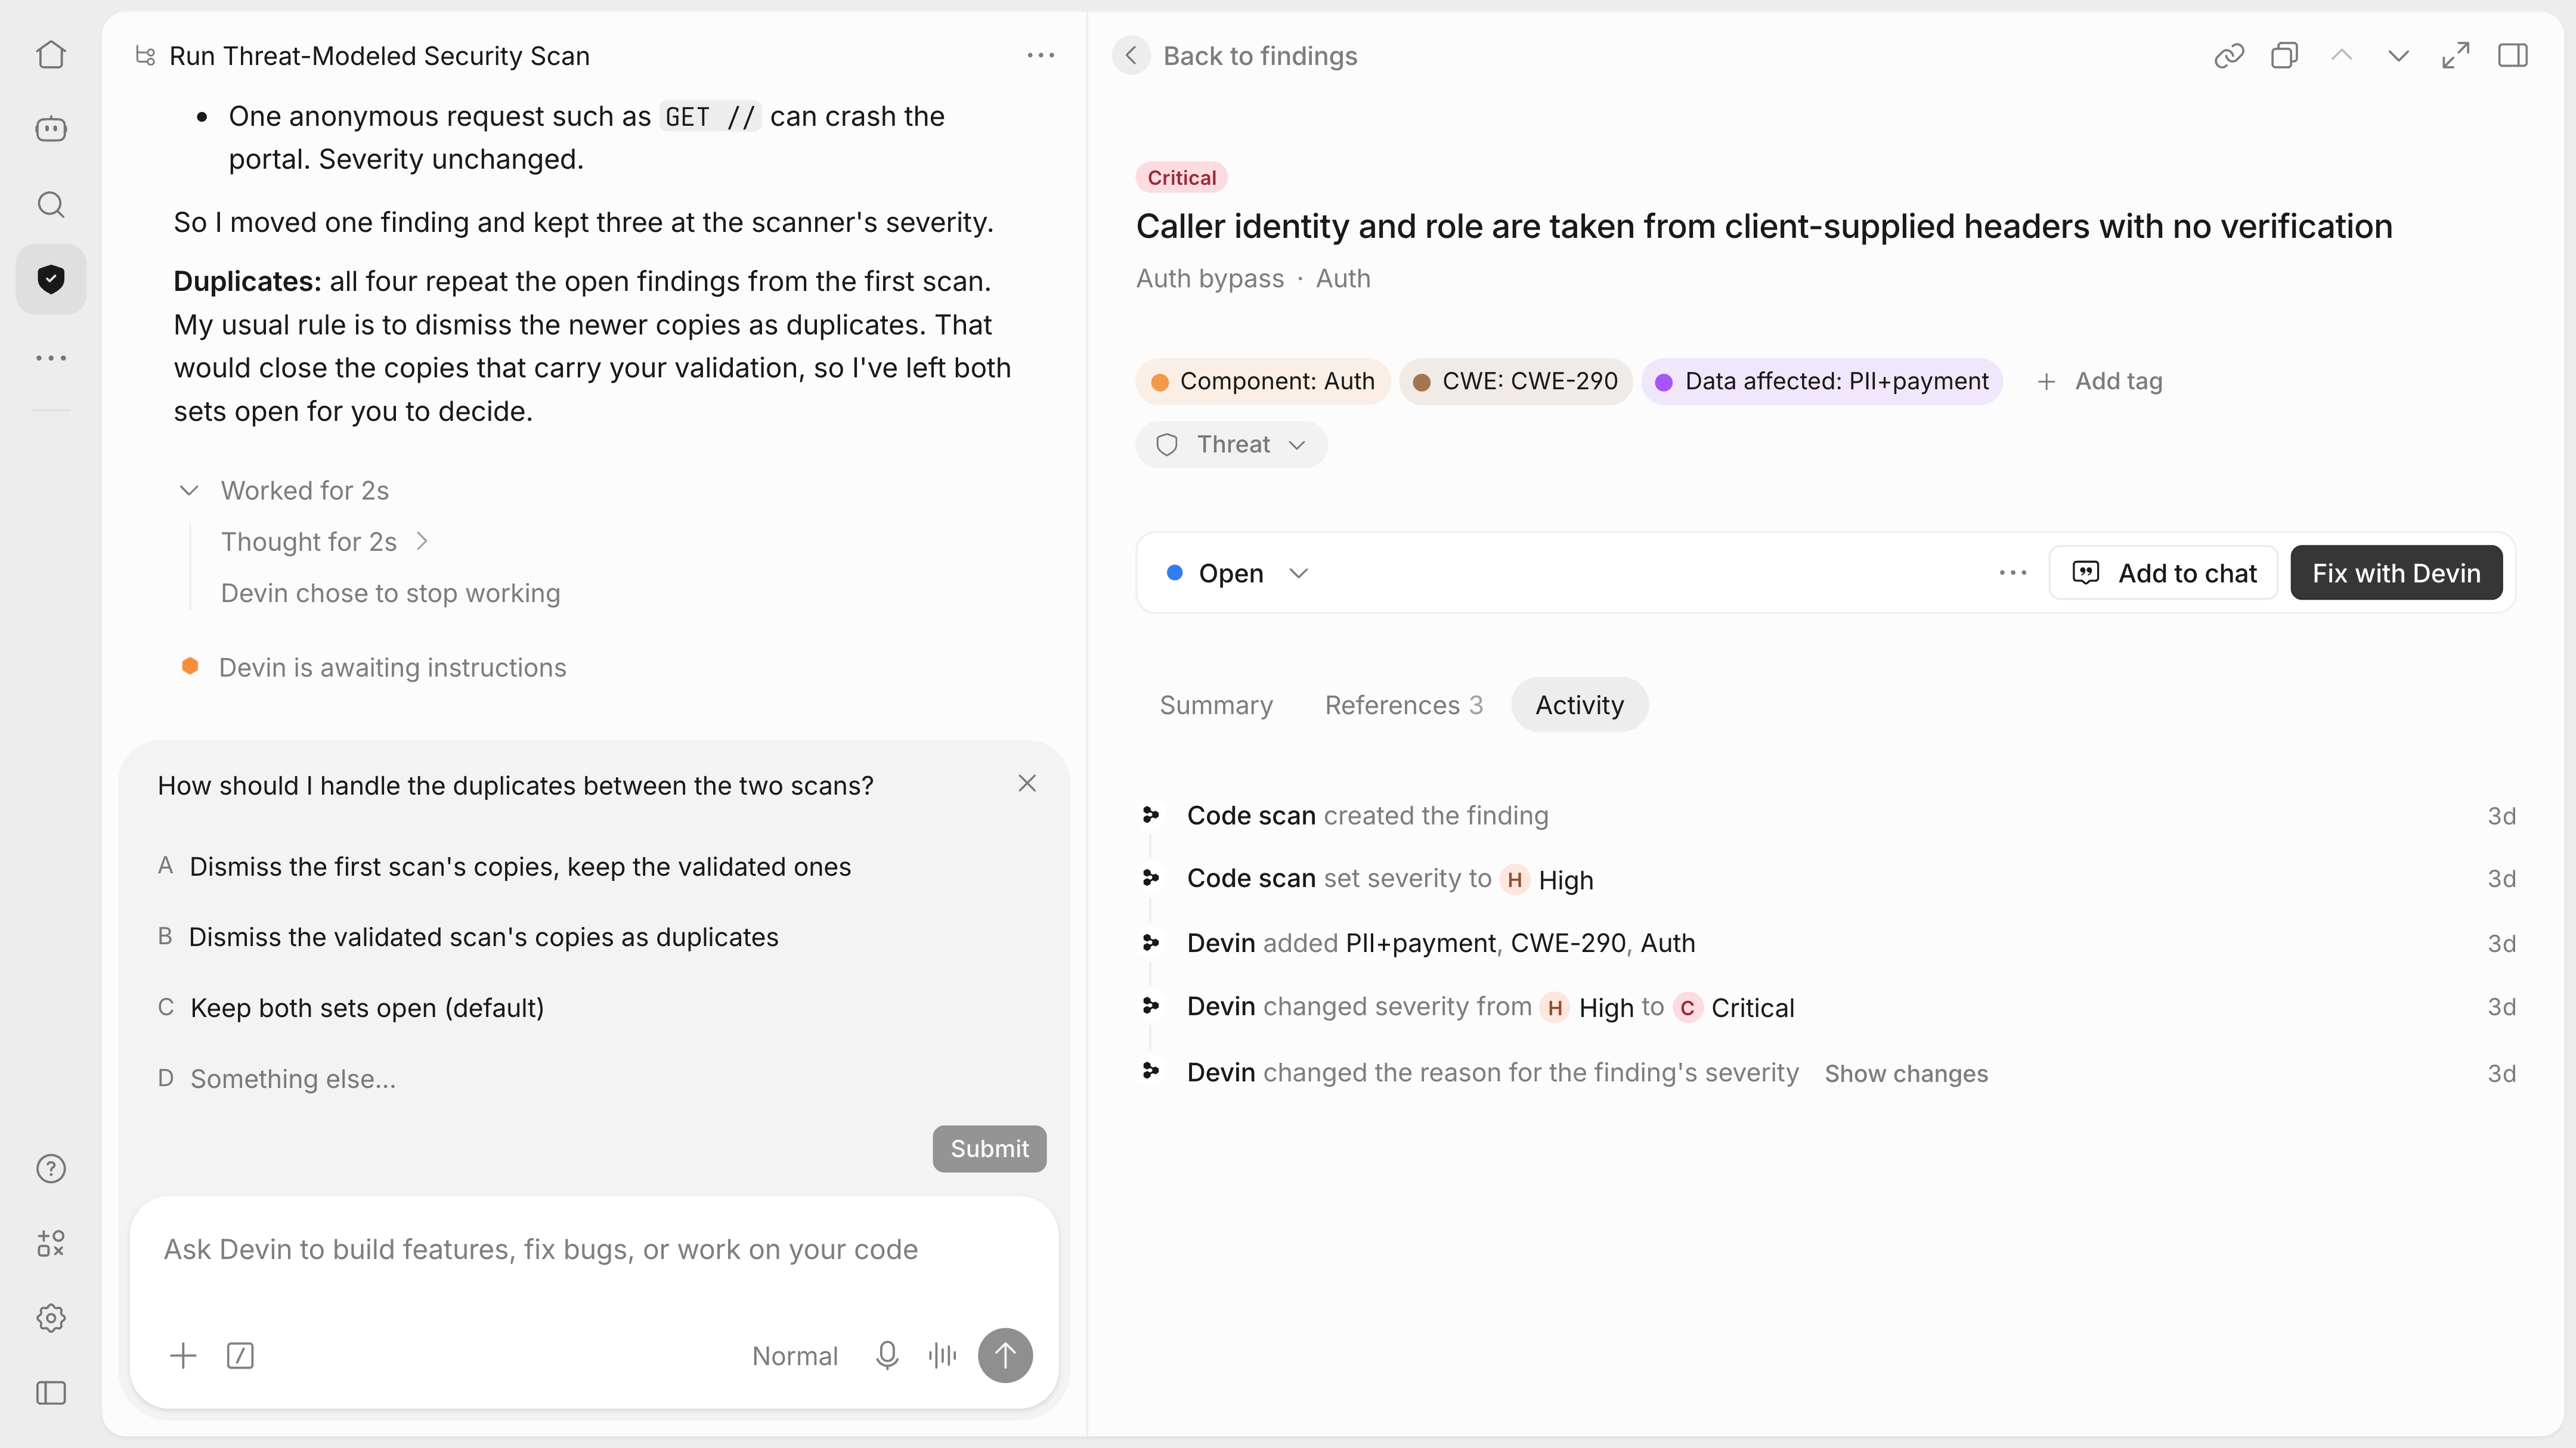 Run Threat-Modeled Security Scan
One anonymous request such as GET // can crash the
portal. Severity unchanged.
So I moved one finding and kept three at the scanner's severity.
Duplicates: all four repeat the open findings from the first scan.
My usual rule is to dismiss the newer copies as duplicates. That
would close the copies that carry your validation, so I've left both
sets open for you to decide.
Worked for 2s
Thought for 2s
Devin chose to stop working
Devin is awaiting instructions
How should I handle the duplicates between the two scans?
A Dismiss the first scan's copies, keep the validated ones
B Dismiss the validated scan's copies as duplicates
C Keep both sets open (default)
D Something else...
Submit
Ask Devin to build features, fix bugs, or work on your code
Normal
Back to findings
Critical
Caller identity and role are taken from client-supplied headers with no verification
Auth bypass · Auth
Component: Auth CWE: CWE-290 Data affected: PII+payment Add tag
Threat
Open Add to chat Fix with Devin
Summary References 3 Activity
Code scan created the finding 3d
Code scan set severity to H High 3d
Devin added PII+payment, CWE-290, Auth 3d
Devin changed severity from H High to C Critical 3d
Devin changed the reason for the finding's severity Show changes 3d